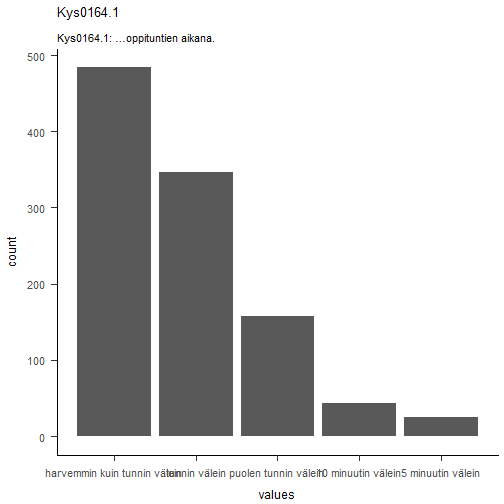 Kys0164.1
Kys0164.1: …oppituntien aikana.
500
400
300
200
100
0
count
harvemmin kuin tunnin välein tunnin välein puolen tunnin välein 10 minuutin välein 5 minuutin välein
values